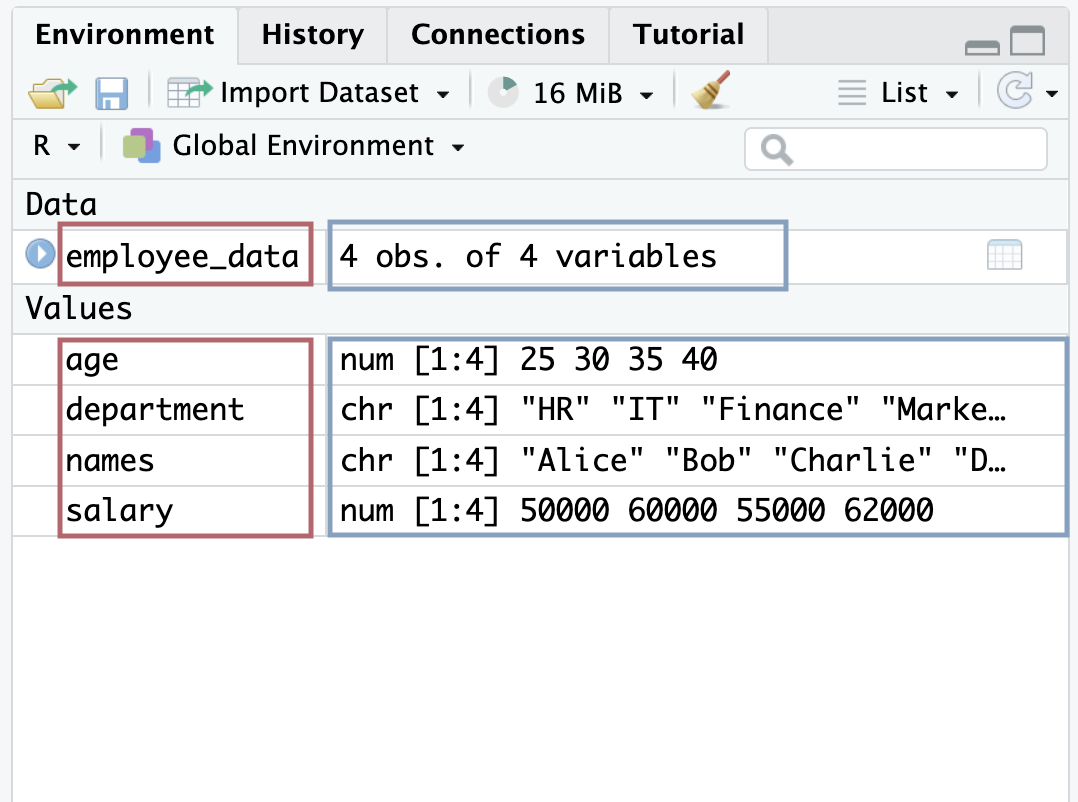 Environment History Connections Tutorial
Import Dataset 16 MiB List
R Global Environment
Data
employee_data 4 obs. of 4 variables
Values
age num [1:4] 25 30 35 40
department chr [1:4] "HR" "IT" "Finance" "Marke…
names chr [1:4] "Alice" "Bob" "Charlie" "D…
salary num [1:4] 50000 60000 55000 62000